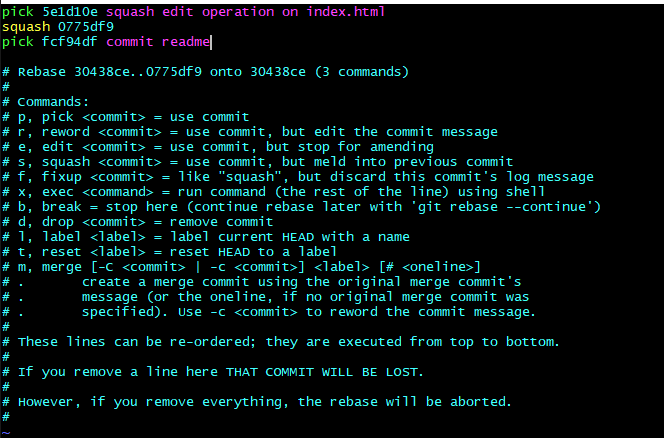 pick 5e1d10e squash edit operation on index.html
squash 0775df9
pick fcf94df commit readme

# Rebase 30438ce..0775df9 onto 30438ce (3 commands)
#
# Commands:
# p, pick <commit> = use commit
# r, reword <commit> = use commit, but edit the commit message
# e, edit <commit> = use commit, but stop for amending
# s, squash <commit> = use commit, but meld into previous commit
# f, fixup <commit> = like "squash", but discard this commit's log message
# x, exec <command> = run command (the rest of the line) using shell
# b, break = stop here (continue rebase later with 'git rebase --continue')
# d, drop <commit> = remove commit
# l, label <label> = label current HEAD with a name
# t, reset <label> = reset HEAD to a label
# m, merge [-C <commit> | -c <commit>] <label> [# <oneline>]
# .       create a merge commit using the original merge commit's
# .       message (or the oneline, if no original merge commit was
# .       specified). Use -c <commit> to reword the commit message.
#
# These lines can be re-ordered; they are executed from top to bottom.
#
# If you remove a line here THAT COMMIT WILL BE LOST.
#
# However, if you remove everything, the rebase will be aborted.
#
~